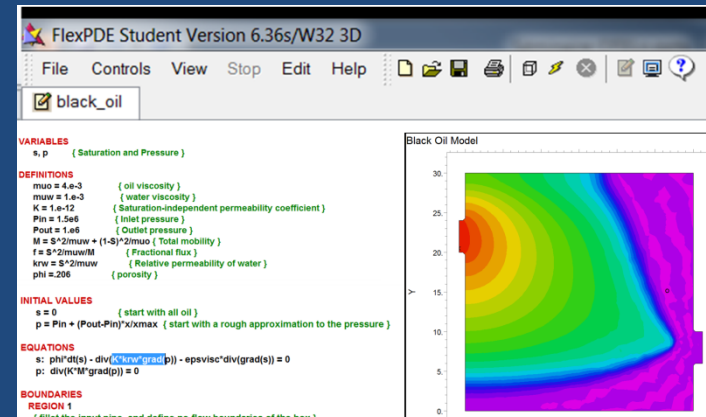 FlexPDE Student Version 6.36s/W32 3D
File Controls View Stop Edit Help
black_oil
VARIABLES
s, p { Saturation and Pressure }
DEFINITIONS
muo = 4.e-3 { oil viscosity }
muw = 1.e-3 { water viscosity }
K = 1.e-12 { Saturation-independent permeability coefficient }
Pin = 1.5e6 { Inlet pressure }
Pout = 1.e6 { Outlet pressure }
M = S^2/muw + (1-S)^2/muo { Total mobility }
f = S^2/muw/M { Fractional flux }
krw = S^2/muw { Relative permeability of water }
phi =.206 { porosity }
INITIAL VALUES
s = 0 { start with all oil }
p = Pin + (Pout-Pin)*x/xmax { start with a rough approximation to the pressure }
EQUATIONS
s: phi*dt(s) - div(K*krw*grad(p)) - epsvisc*div(grad(s)) = 0
p: div(K*M*grad(p)) = 0
BOUNDARIES
REGION 1
Black Oil Model
30.
25.
20.
15.
10.
5.
0.
Y
o